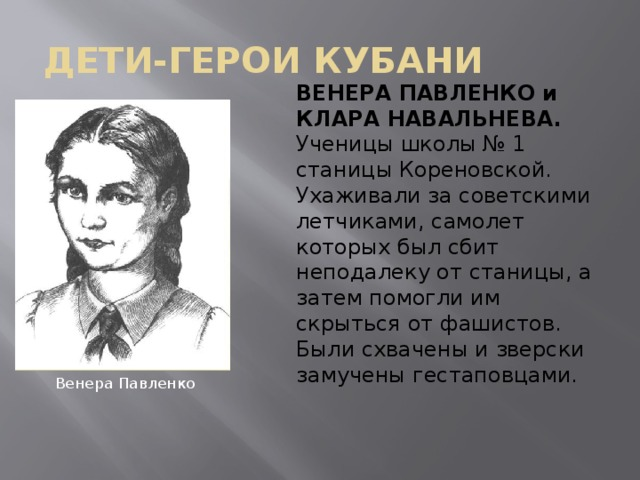 ДЕТИ-ГЕРОИ КУБАНИ
ВЕНЕРА ПАВЛЕНКО и
КЛАРА НАВАЛЬНЕВА.
Ученицы школы № 1
станицы Кореновской.
Ухаживали за советскими
летчиками, самолет
которых был сбит
неподалеку от станицы, а
затем помогли им
скрыться от фашистов.
Были схвачены и зверски
замучены гестаповцами.
Венера Павленко